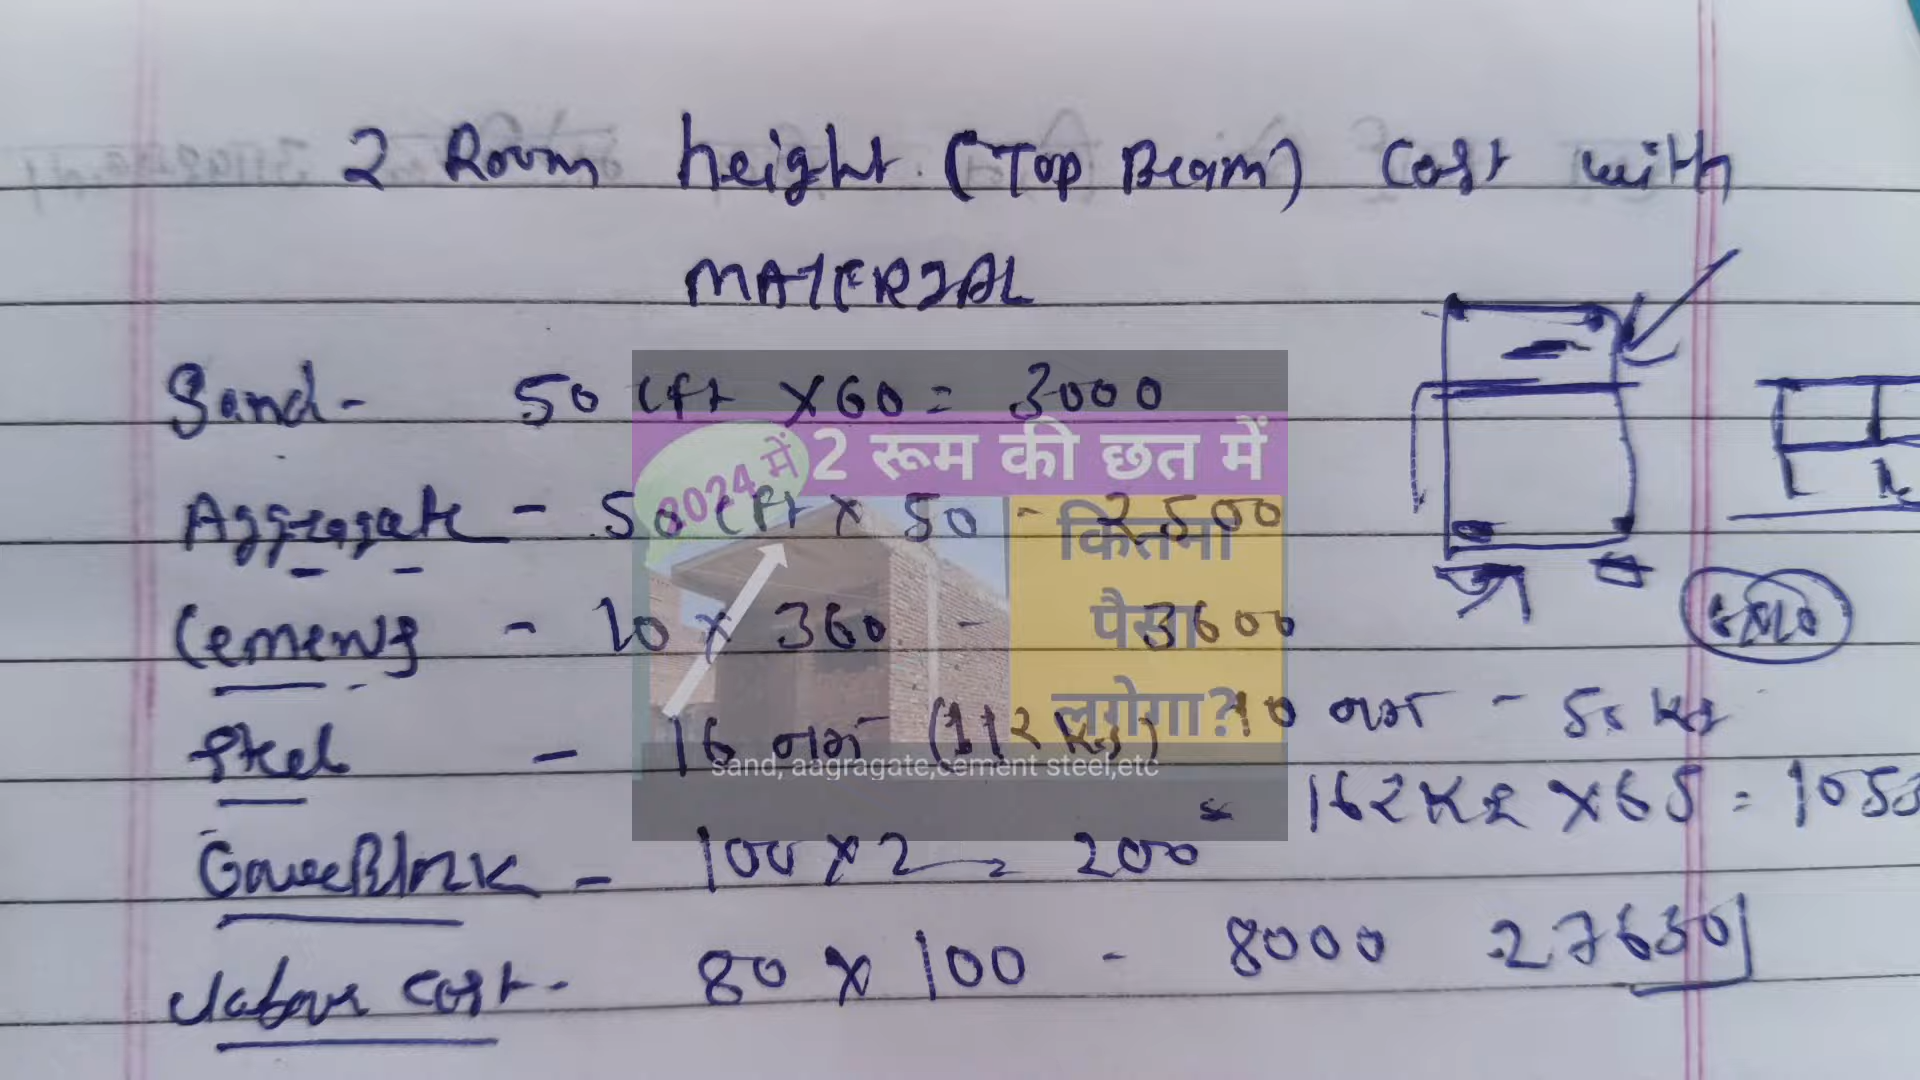 2 Room height (Top Beam) Cost with
MATERIAL
Sand - 50 cft x 60 = 3000
2024 में 2 रूम की छत में
Aggregate - 50 cft x 50 - 2500
कितना
Cements - 10 x 360 - 3600
पैसा
लगेगा?
Steel - 16 (112 Kg) 10 - 50 Kg
sand, aagragate,cement steel,etc
= 162 Kg x 65 = 1053
Block - 100 x 2 = 200
Labour Cost - 80 x 100 - 8000 27630